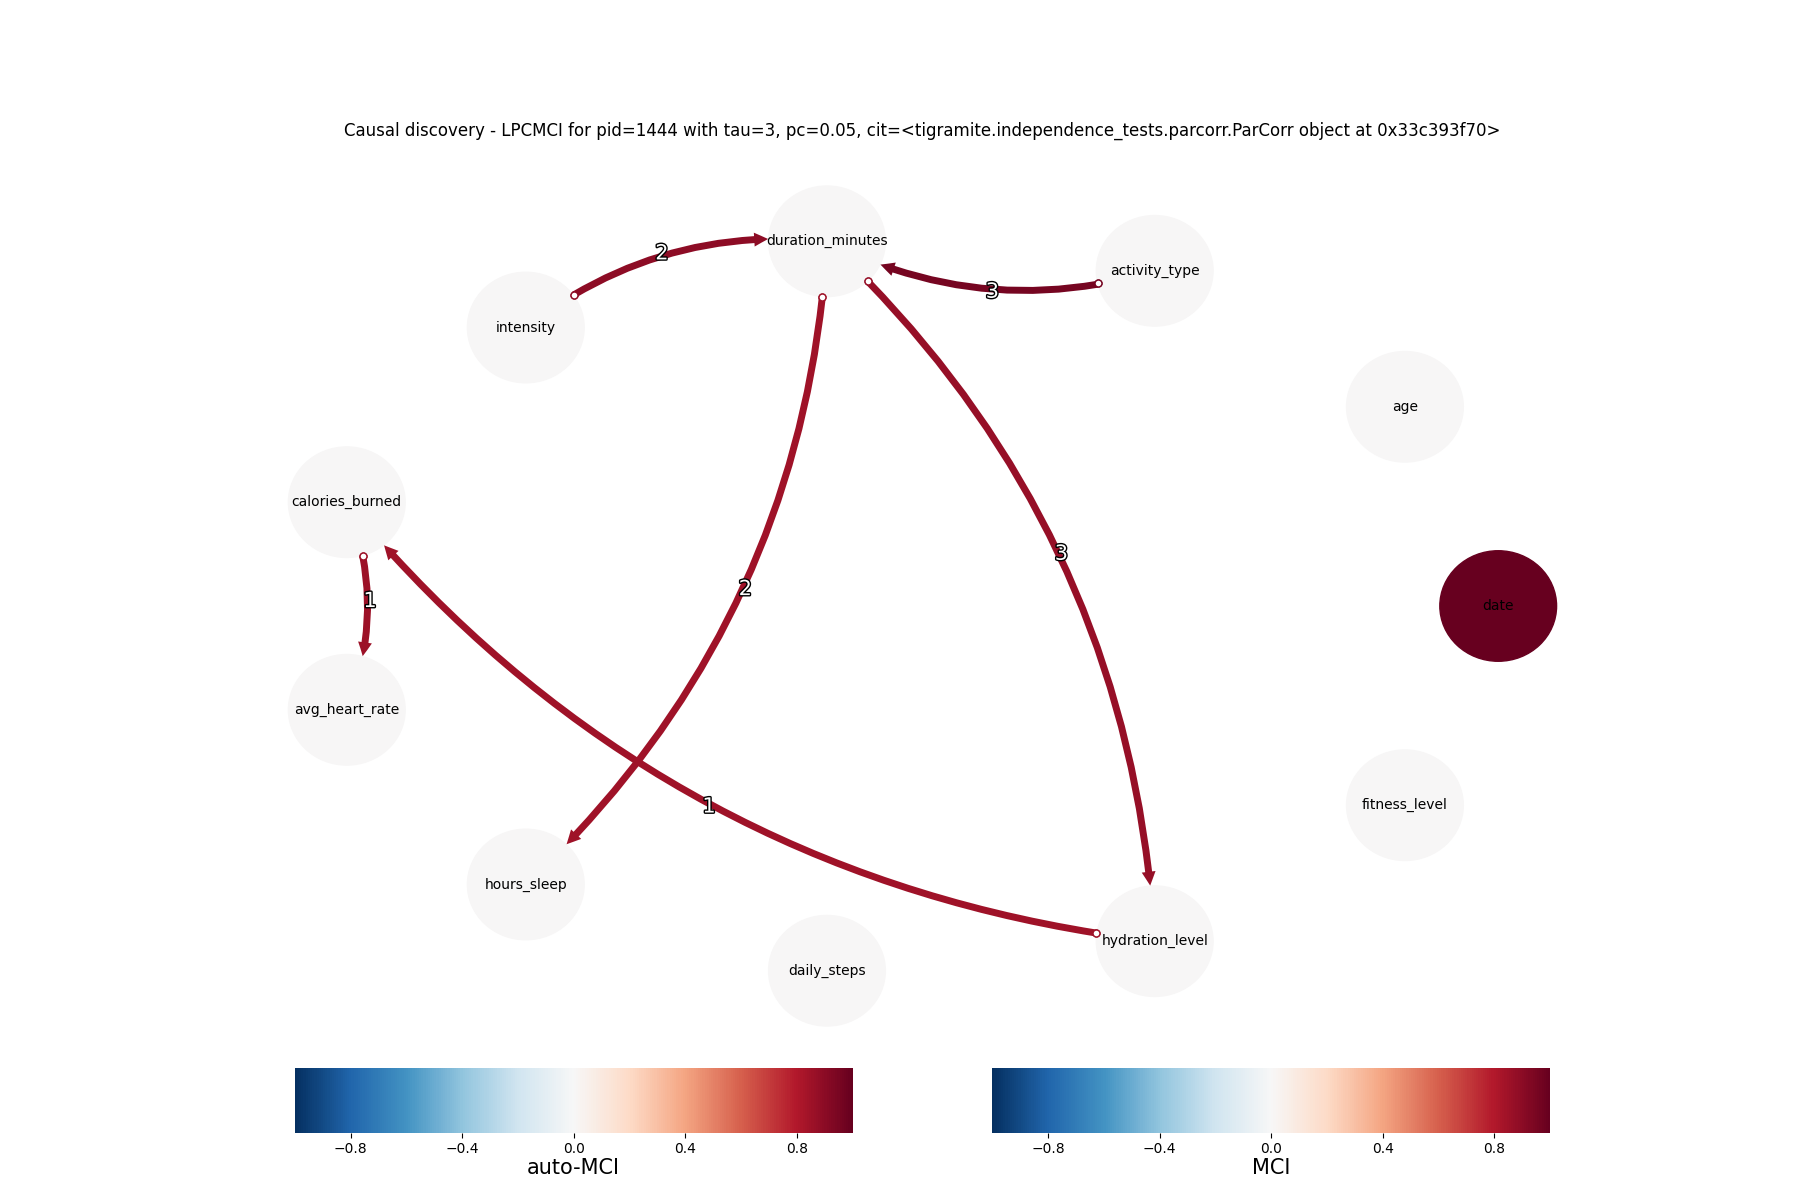 Causal discovery - LPCMCI for pid=1444 with tau=3, pc=0.05, cit=<tigramite.independence_tests.parcorr.ParCorr object at 0x33c393f70>
duration_minutes
2
activity_type
3
intensity
age
calories_burned
3
2
1
date
avg_heart_rate
1
fitness_level
hours_sleep
hydration_level
daily_steps
−0.8 −0.4 0.0 0.4 0.8
auto-MCI
−0.8 −0.4 0.0 0.4 0.8
MCI